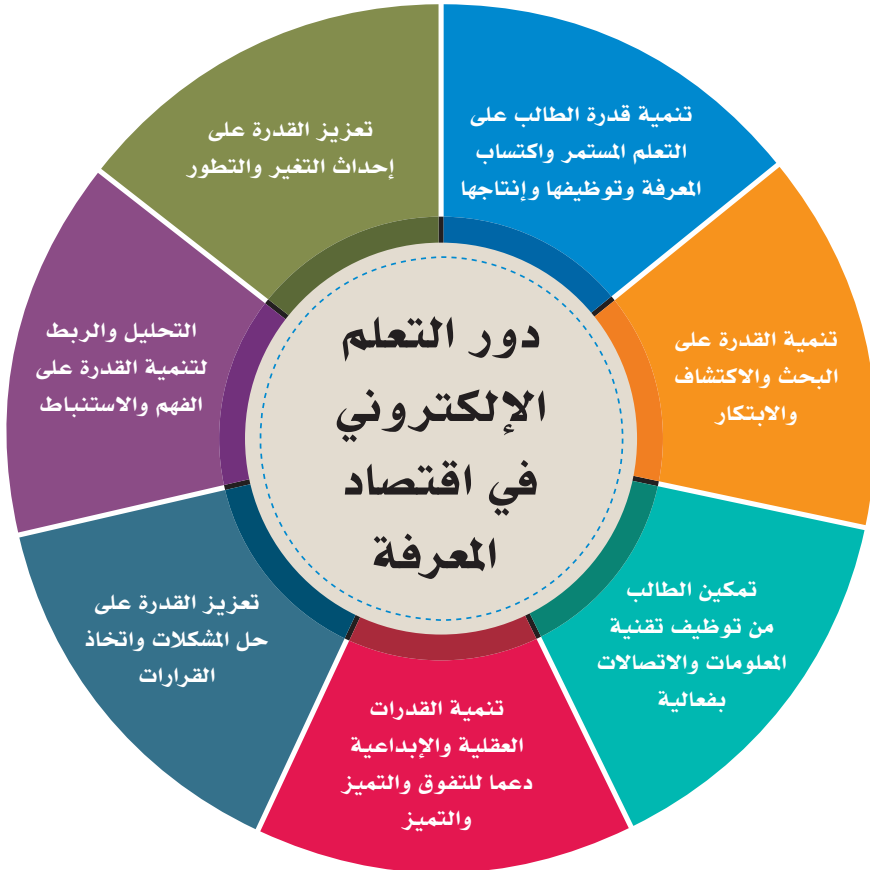 دور التعلم
الإلكتروني
في اقتصاد
المعرفة
تنمية قدرة الطالب على
التعلم المستمر واكتساب
المعرفة وتوظيفها وإنتاجها
تنمية القدرة على
البحث والاكتشاف
والابتكار
تمكين الطالب
من توظيف تقنية
المعلومات والاتصالات
بفعالية
تنمية القدرات
العقلية والإبداعية
دعما للتفوق والتميز
والتميز
تعزيز القدرة على
حل المشكلات واتخاذ
القرارات
التحليل والربط
لتنمية القدرة على
الفهم والاستنباط
تعزيز القدرة على
إحداث التغير والتطور